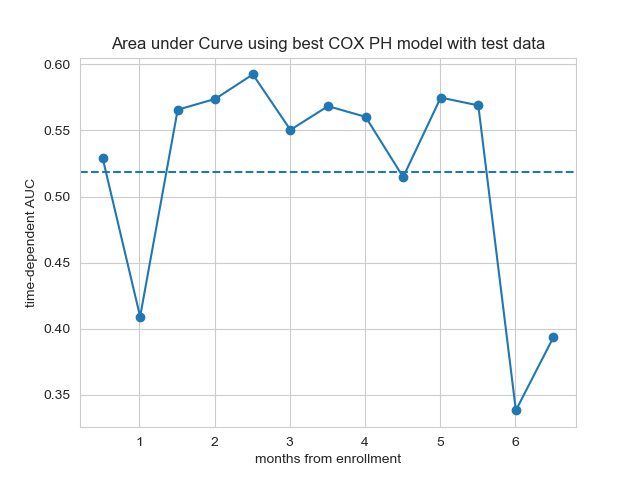 Area under Curve using best COX PH model with test data
0.60
0.55
0.50
0.45
0.40
0.35
time-dependent AUC
1 2 3 4 5 6
months from enrollment